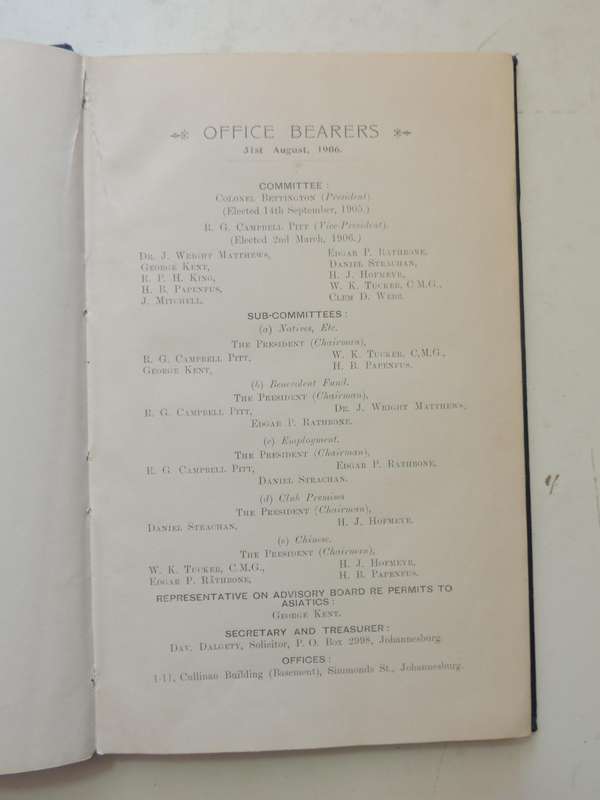 OFFICE BEARERS
31st August, 1906.
COMMITTEE :
COLONEL BETTINGTON (President).
(Elected 14th September, 1905.)
R. G. CAMPBELL PITT (Vice-President).
(Elected 2nd March, 1906.)
DR. J. WRIGHT MATTHEWS, EDGAR P. RATHBONE,
GEORGE KENT, DANIEL STRACHAN,
R. P. H. KING, H. J. HOFMEYR,
H. B. PAPENFUS, W. K. TUCKER, C.M.G.,
J. MITCHELL, CLEM D. WEBB.
SUB-COMMITTEES :
(a) Natives, Etc.
THE PRESIDENT (Chairman),
R. G. CAMPBELL PITT, W. K. TUCKER, C.M.G.,
GEORGE KENT, H. B. PAPENFUS.
(b) Benevolent Fund.
THE PRESIDENT (Chairman),
R. G. CAMPBELL PITT, DR. J. WRIGHT MATTHEWS,
EDGAR P. RATHBONE.
(c) Employment.
THE PRESIDENT (Chairman),
R. G. CAMPBELL PITT, EDGAR P. RATHBONE,
DANIEL STRACHAN.
(d) Club Premises
THE PRESIDENT (Chairman),
DANIEL STRACHAN, H. J. HOFMEYR.
(e) Chinese.
THE PRESIDENT (Chairman),
W. K. TUCKER, C.M.G., H. J. HOFMEYR,
EDGAR P. RATHBONE, H. B. PAPENFUS.
REPRESENTATIVE ON ADVISORY BOARD RE PERMITS TO
ASIATICS :
GEORGE KENT.
SECRETARY AND TREASURER :
DAV. DALGETY, Solicitor, P. O. Box 2998, Johannesburg.
OFFICES :
Cullinan Building (Basement), Simmonds St., Johannesburg.